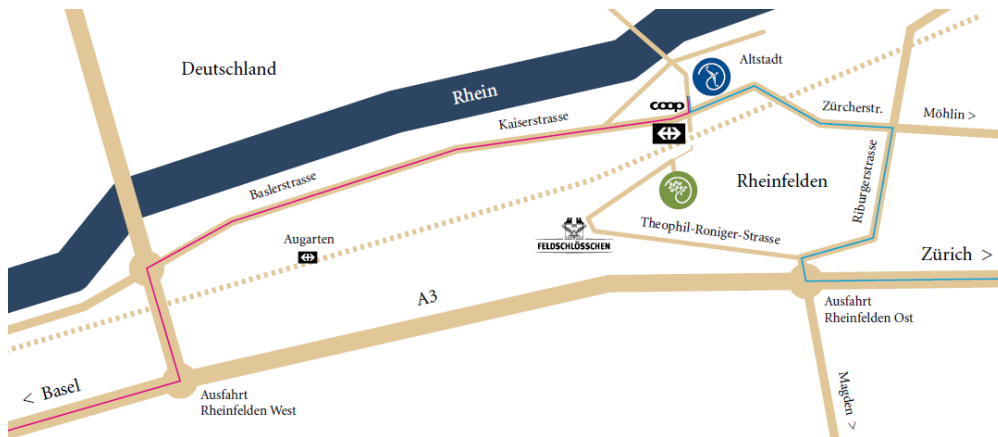 Deutschland
Altstadt
Rhein
coop
Kaiserstrasse
Zürcherstr.
Möhlin >
Baslerstrasse
Riburgerstrasse
Rheinfelden
Augarten
FELDSCHLÖSSCHEN
Theophil-Roniger-Strasse
Zürich >
A3
Ausfahrt
Rheinfelden Ost
< Basel
Ausfahrt
Rheinfelden West
Magden >